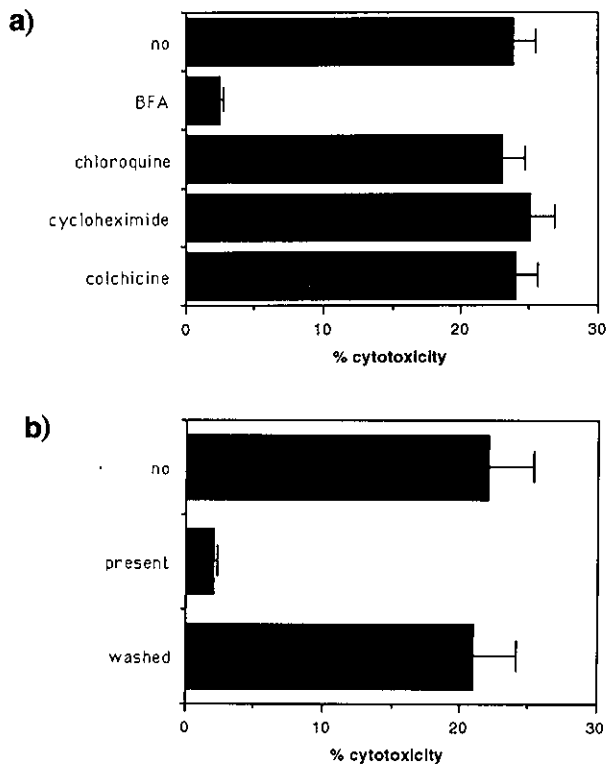 a)
no
BFA
chloroquine
cycloheximide
colchicine
0 10 20 30
% cytotoxicity
b)
no
present
washed
0 10 20 30
% cytotoxicity